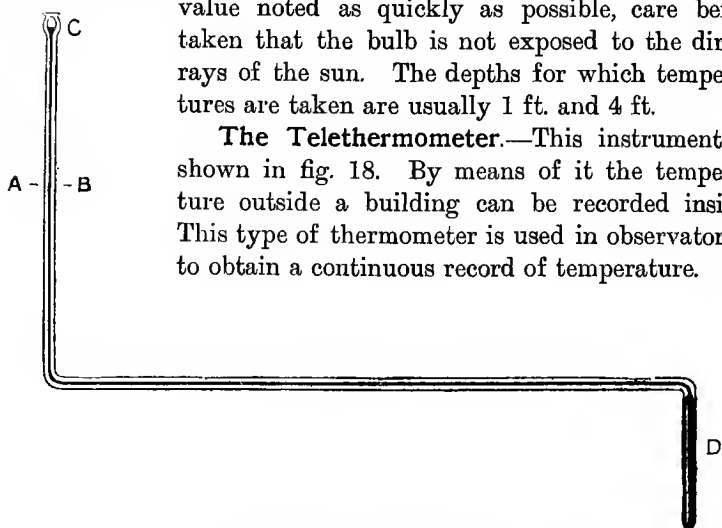 value noted as quickly as possible, care bei
taken that the bulb is not exposed to the dir
rays of the sun. The depths for which tempe
tures are taken are usually 1 ft. and 4 ft.
The Telethermometer.—This instrument
shown in fig. 18. By means of it the tempe
ture outside a building can be recorded insi
This type of thermometer is used in observator
to obtain a continuous record of temperature.
C
A - - B
D